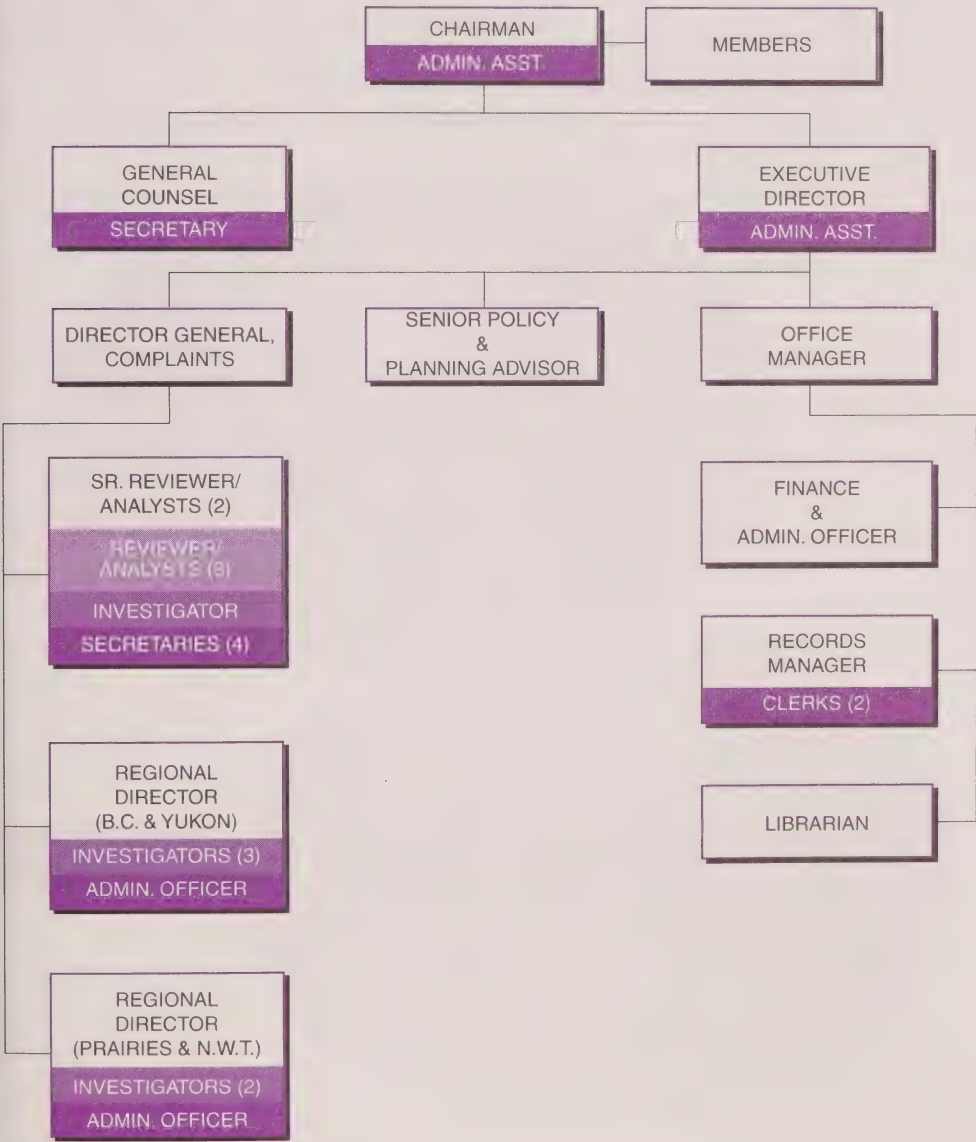 CHAIRMAN
ADMIN. ASST.
MEMBERS
GENERAL
COUNSEL
SECRETARY
EXECUTIVE
DIRECTOR
ADMIN. ASST.
DIRECTOR GENERAL,
COMPLAINTS
SENIOR POLICY
&
PLANNING ADVISOR
OFFICE
MANAGER
SR. REVIEWER/
ANALYSTS (2)
REVIEWER/
ANALYSTS
INVESTIGATOR
SECRETARIES (4)
FINANCE
&
ADMIN. OFFICER
RECORDS
MANAGER
CLERKS (2)
REGIONAL
DIRECTOR
(B.C. & YUKON)
INVESTIGATORS (3)
ADMIN. OFFICER
LIBRARIAN
REGIONAL
DIRECTOR
(PRAIRIES & N.W.T.)
INVESTIGATORS (2)
ADMIN. OFFICER